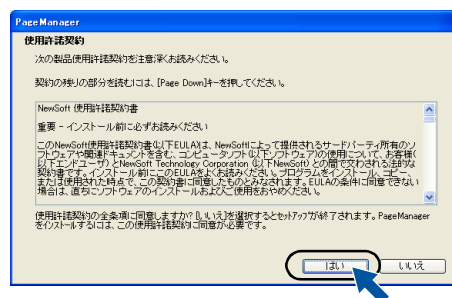 PageManager
使用許諾契約
次の製品使用許諾契約を注意深くお読みください。
契約の残りの部分を読むには、[Page Down]キーを押してください。
NewSoft 使用許諾契約書
重要 - インストール前に必ずお読みください
このNewSoft使用許諾契約書(以下EULA)は、NewSoftによって提供されるサードパーティ所有のソ
フトウェアや関連ドキュメントを含む、コンピュータソフト(以下ソフトウェア)の使用について、お客様(
以下エンドユーザ)とNewSoft Technology Corporation (以下NewSoft) との間で交わされる法的な
契約書です。インストール前にこのEULAをよくお読みください。プログラムをインストール、コピー、
または使用された時点で、この契約書に同意したものとみなされます。EULAの条件に同意できない
場合は、直ちにソフトウェアのインストールおよびご使用をおやめください。
使用許諾契約の全条項に同意しますか? [いいえ]を選択するとセットアップが終了されます。PageManager
をインストールするには、この使用許諾契約に同意が必要です。
はい
いいえ